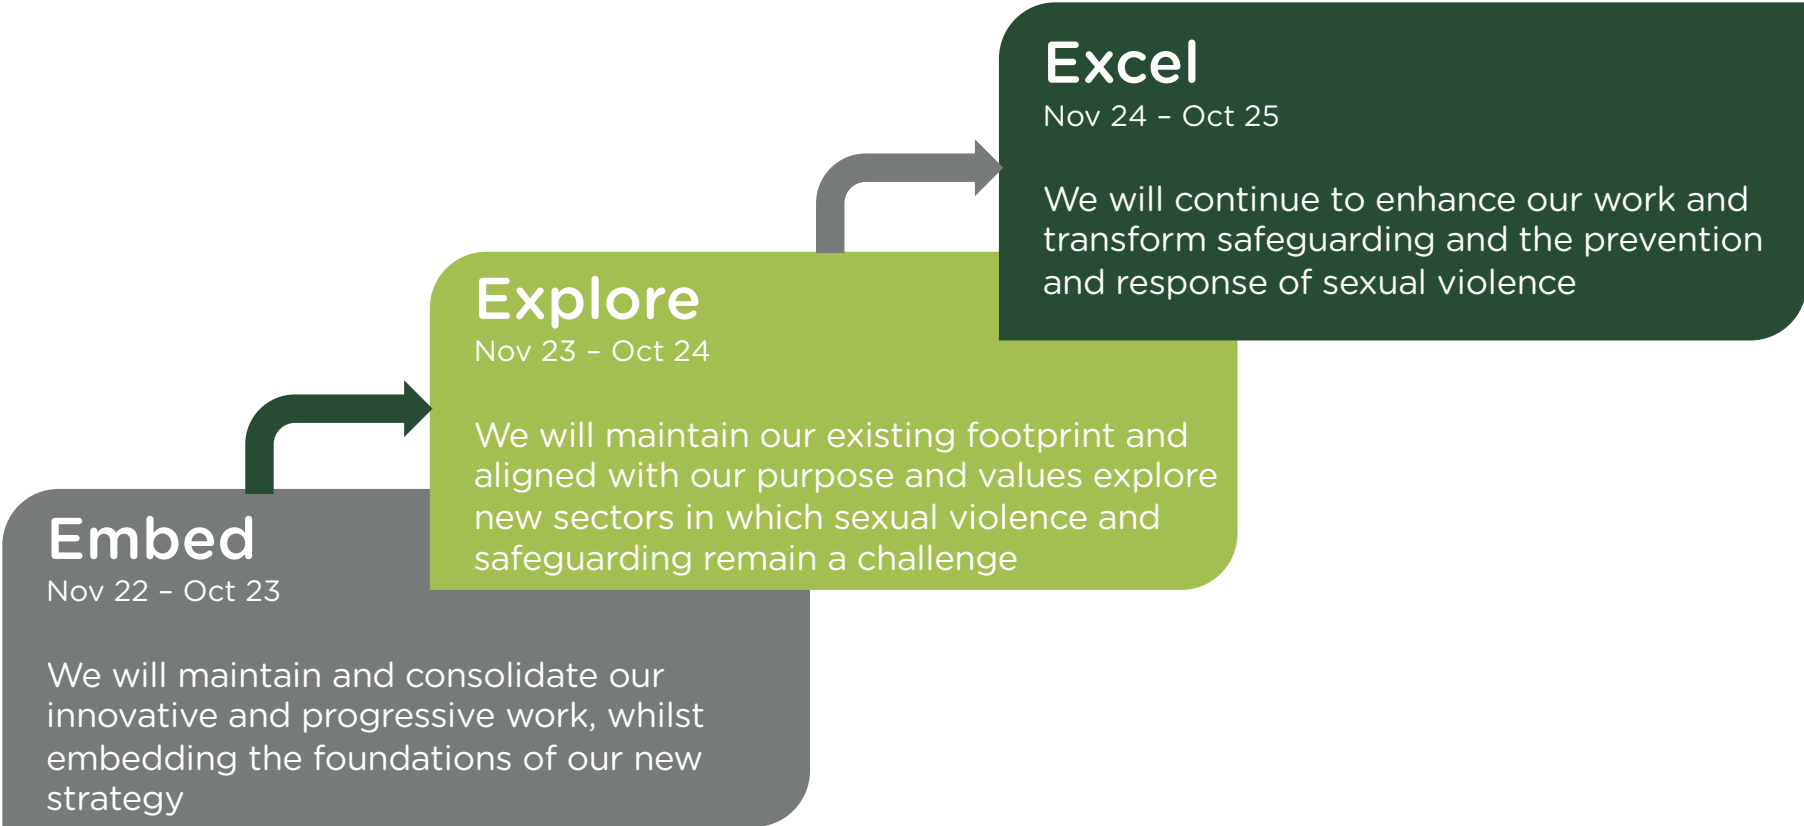 Excel
Nov 24 – Oct 25
We will continue to enhance our work and
transform safeguarding and the prevention
and response of sexual violence
Explore
Nov 23 – Oct 24
We will maintain our existing footprint and
aligned with our purpose and values explore
new sectors in which sexual violence and
safeguarding remain a challenge
Embed
Nov 22 – Oct 23
We will maintain and consolidate our
innovative and progressive work, whilst
embedding the foundations of our new
strategy